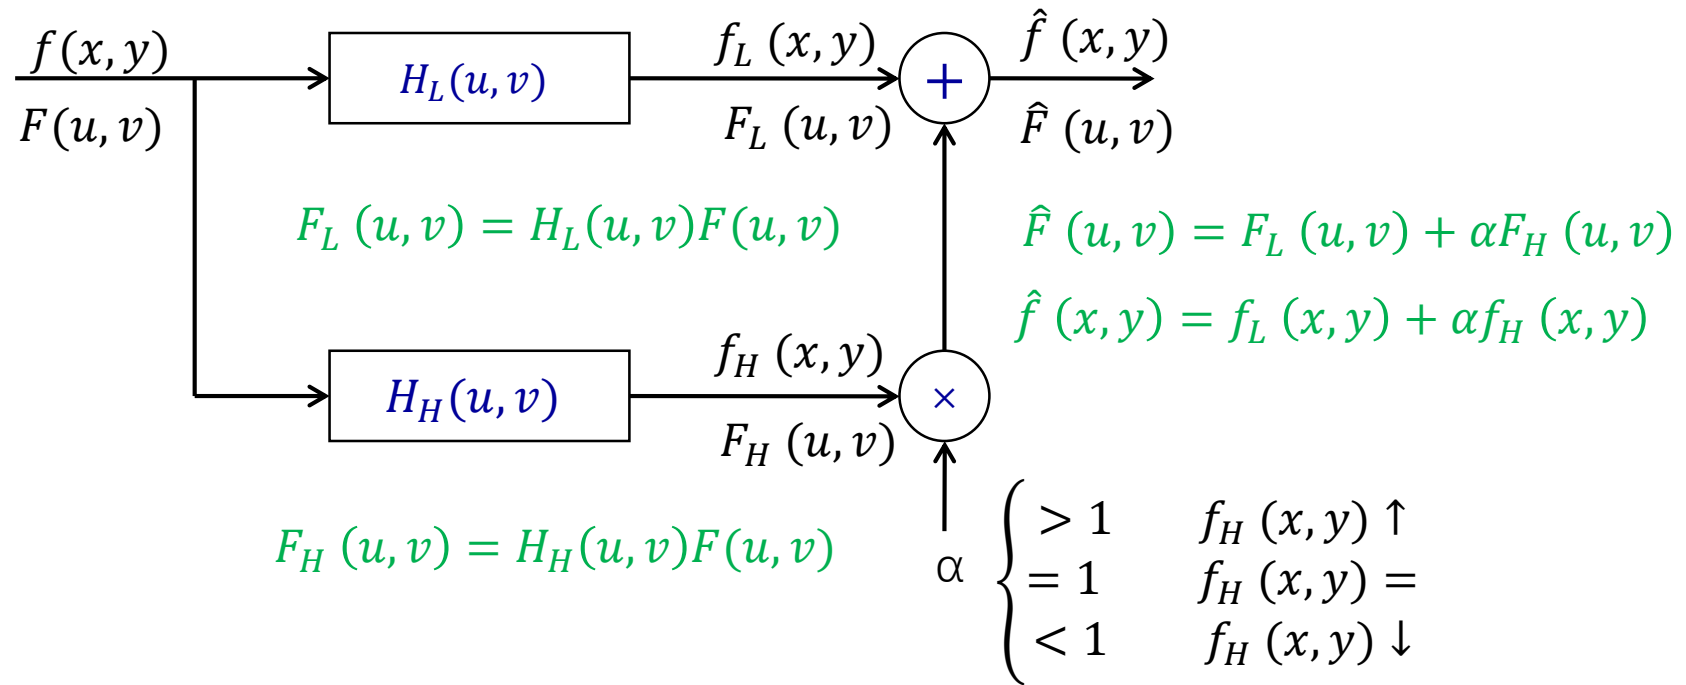 f(x, y)
F(u, v)
H_L(u, v)
f_L (x, y)
F_L (u, v)
+
f̂ (x, y)
F̂ (u, v)
F_L (u, v) = H_L(u, v)F(u, v)
F̂ (u, v) = F_L (u, v) + αF_H (u, v)
f̂ (x, y) = f_L (x, y) + αf_H (x, y)
H_H(u, v)
f_H (x, y)
F_H (u, v)
×
F_H (u, v) = H_H(u, v)F(u, v)
α
> 1 f_H (x, y) ↑
= 1 f_H (x, y) =
< 1 f_H (x, y) ↓